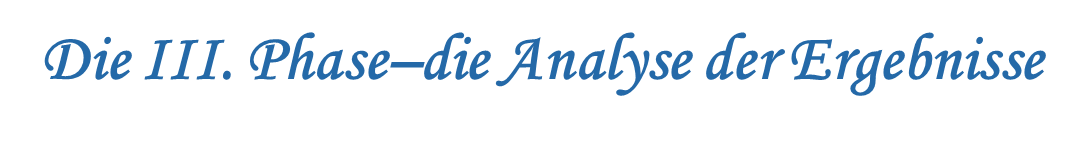 Die III. Phase–die Analyse der Ergebnisse